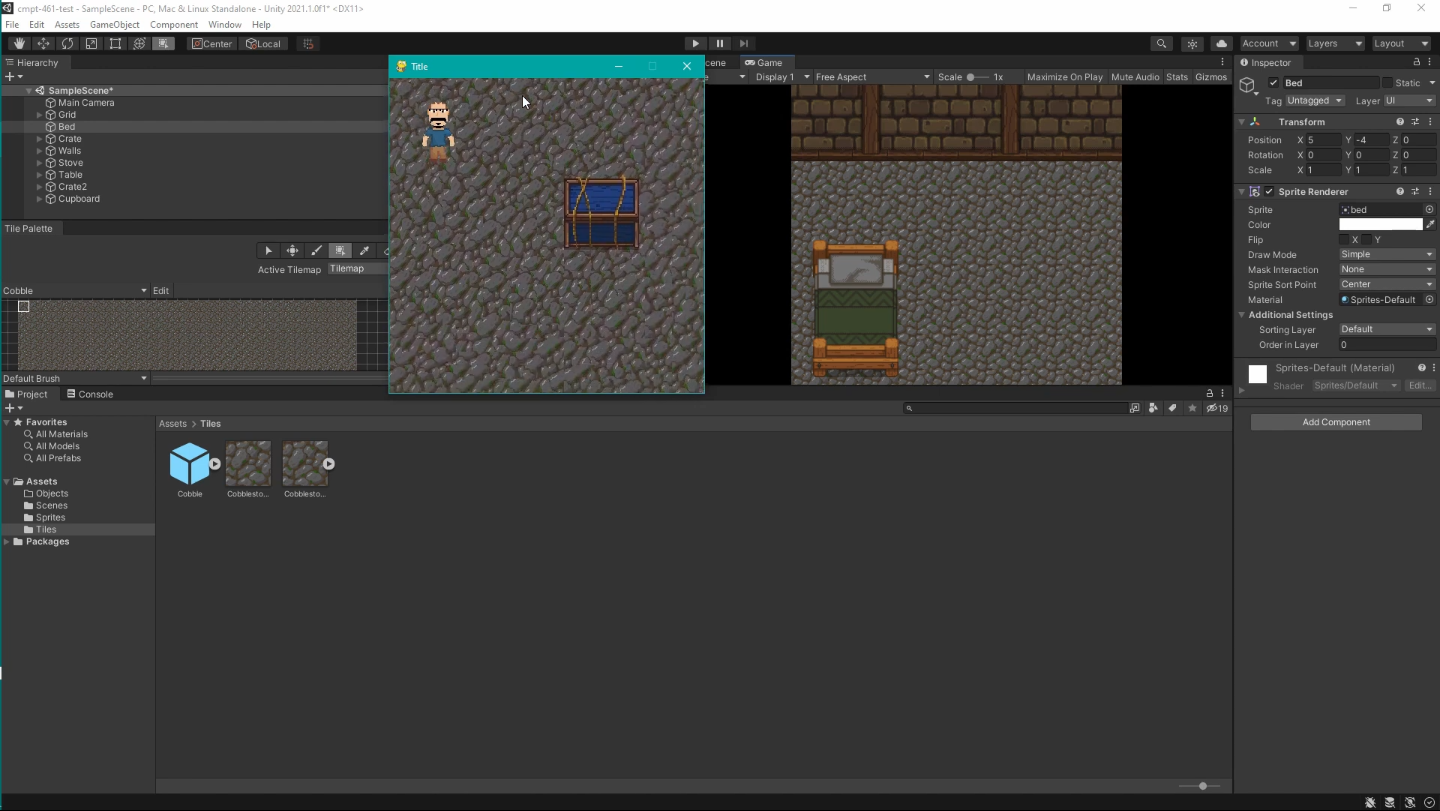 cmpt-461-test - SampleScene - PC, Mac & Linux Standalone - Unity 2021.1.0f1* <DX11>
File Edit Assets GameObject Component Window Help
Center Local Account Layers Layout
Hierarchy
SampleScene*
Main Camera
Grid
Bed
Crate
Walls
Stove
Table
Crate2
Cupboard
Tile Palette
Active Tilemap Tilemap
Cobble Edit
Default Brush
Title
cene Game
e Display 1 Free Aspect Scale 1x Maximize On Play Mute Audio Stats Gizmos
Inspector
Bed Static
Tag Untagged Layer UI
Transform
Position X 5 Y -4 Z 0
Rotation X 0 Y 0 Z 0
Scale X 1 Y 1 Z 1
Sprite Renderer
Sprite bed
Color
Flip X Y
Draw Mode Simple
Mask Interaction None
Sprite Sort Point Center
Material Sprites-Default
Additional Settings
Sorting Layer Default
Order in Layer 0
Sprites-Default (Material)
Shader Sprites/Default Edit...
Add Component
Project Console
19
Favorites
All Materials
All Models
All Prefabs
Assets
Objects
Scenes
Sprites
Tiles
Packages
Assets > Tiles
Cobble Cobblesto... Cobblesto...